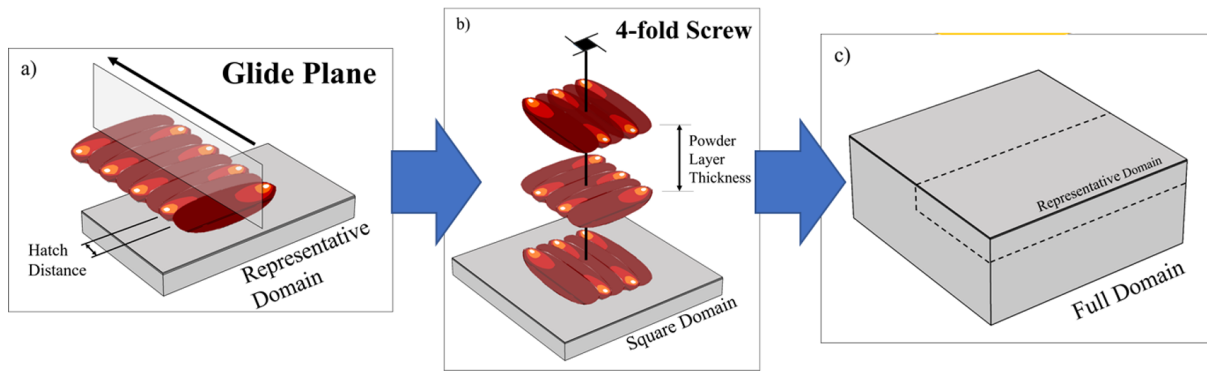 a)
Glide Plane
Hatch
Distance
Representative
Domain
b)
4-fold Screw
Powder
Layer
Thickness
Square Domain
c)
Representative Domain
Full Domain